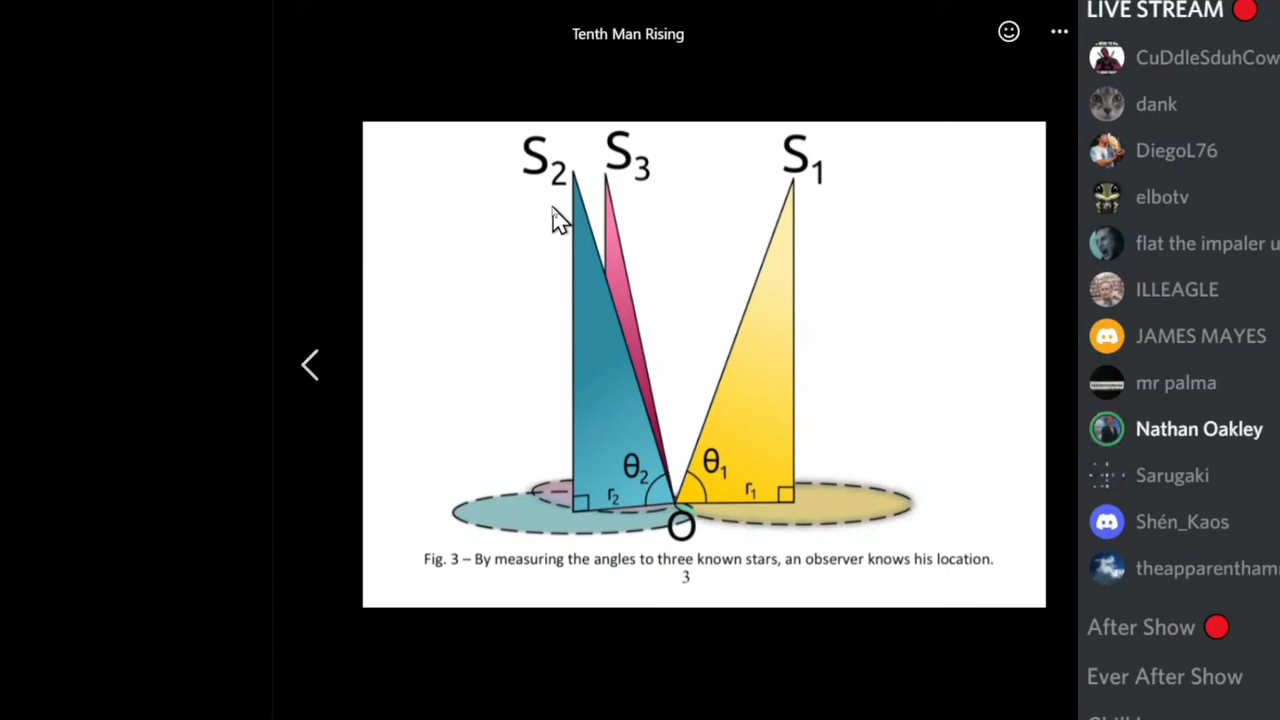 Tenth Man Rising
S2
S3
S1
θ2
θ1
r2
r1
O
Fig. 3 – By measuring the angles to three known stars, an observer knows his location.
3
LIVE STREAM
CuDdleSduhCow
dank
DiegoL76
elbotv
flat the impaler u
ILLEAGLE
JAMES MAYES
mr palma
Nathan Oakley
Sarugaki
Shén_Kaos
theapparentham
After Show
Ever After Show